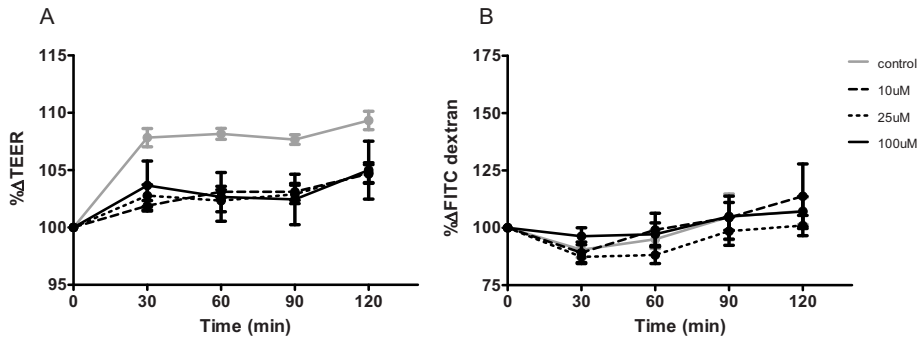 A
B
%ΔTEER
115
110
105
100
95
0 30 60 90 120
Time (min)
%ΔFITC dextran
175
150
125
100
75
0 30 60 90 120
Time (min)
control
10uM
25uM
100uM